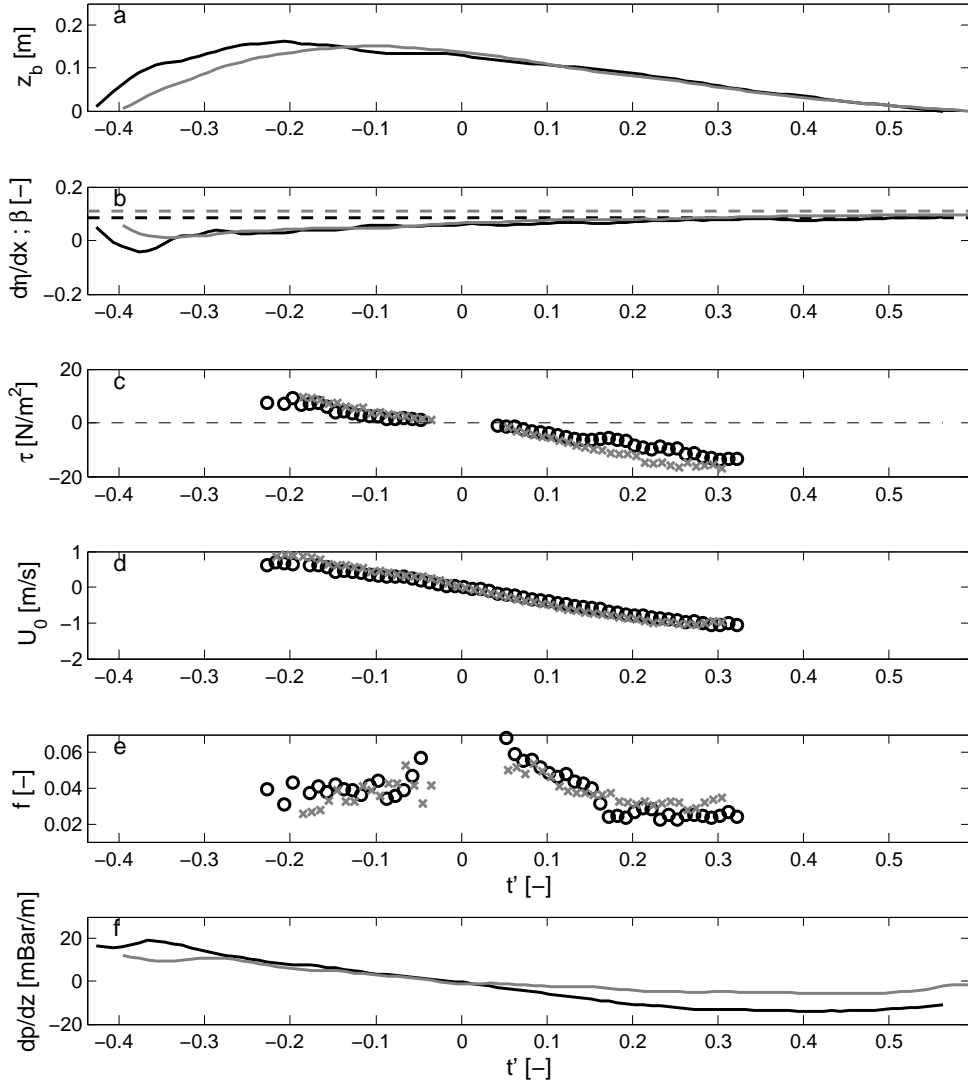 a
z_b [m]
0.2
0.1
0
−0.4 −0.3 −0.2 −0.1 0 0.1 0.2 0.3 0.4 0.5
b
dη/dx ; β [−]
0.2
0
−0.2
−0.4 −0.3 −0.2 −0.1 0 0.1 0.2 0.3 0.4 0.5
c
τ [N/m²]
20
0
−20
−0.4 −0.3 −0.2 −0.1 0 0.1 0.2 0.3 0.4 0.5
d
U_0 [m/s]
1
0
−1
−2
−0.4 −0.3 −0.2 −0.1 0 0.1 0.2 0.3 0.4 0.5
e
f [−]
0.06
0.04
0.02
−0.4 −0.3 −0.2 −0.1 0 0.1 0.2 0.3 0.4 0.5
t' [−]
f
dp/dz [mBar/m]
20
0
−20
−0.4 −0.3 −0.2 −0.1 0 0.1 0.2 0.3 0.4 0.5
t' [−]